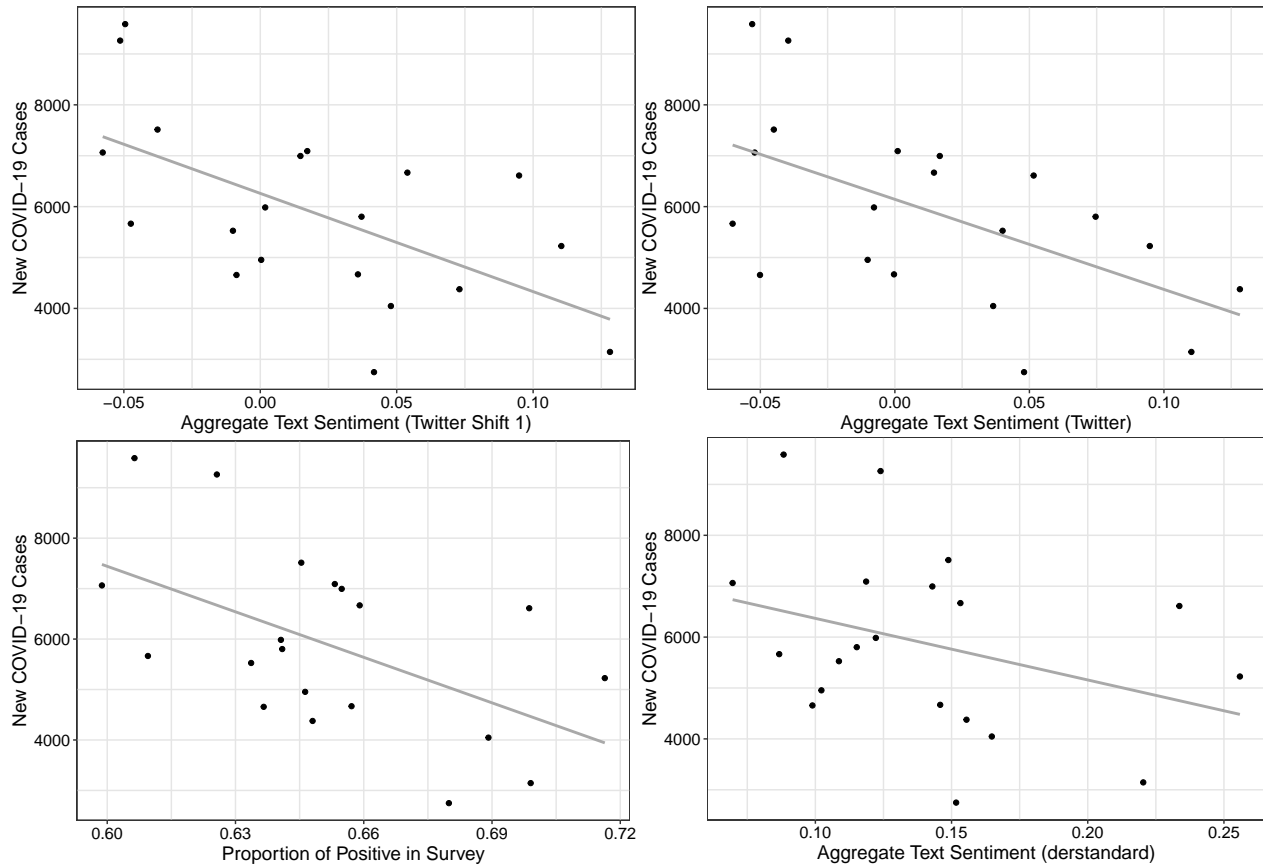 New COVID−19 Cases
8000
6000
4000
−0.05 0.00 0.05 0.10
Aggregate Text Sentiment (Twitter Shift 1)
New COVID−19 Cases
8000
6000
4000
−0.05 0.00 0.05 0.10
Aggregate Text Sentiment (Twitter)
New COVID−19 Cases
8000
6000
4000
0.60 0.63 0.66 0.69 0.72
Proportion of Positive in Survey
New COVID−19 Cases
8000
6000
4000
0.10 0.15 0.20 0.25
Aggregate Text Sentiment (derstandard)